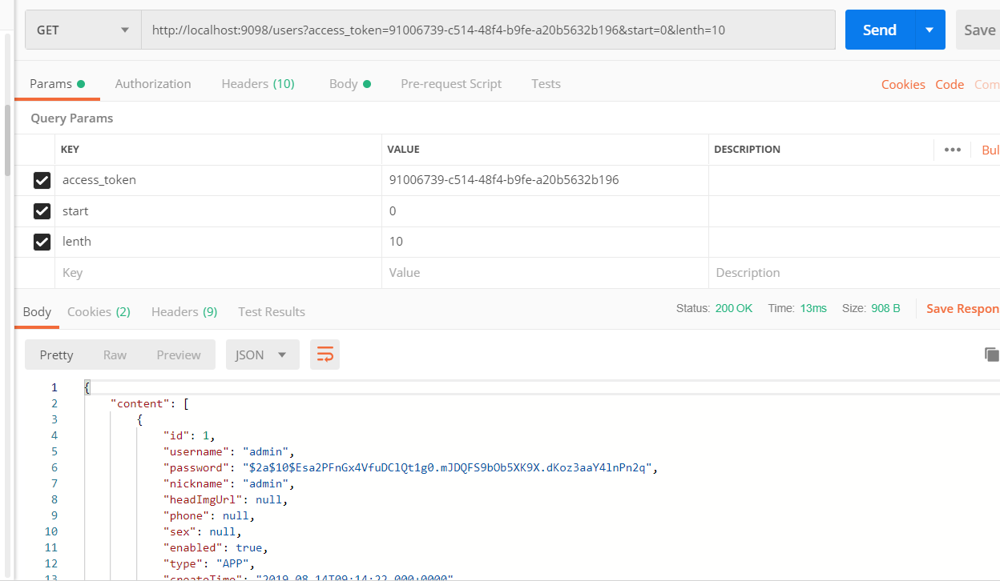 GET http://localhost:9098/users?access_token=91006739-c514-48f4-b9fe-a20b5632b196&start=0&lenth=10 Send Save
Params Authorization Headers (10) Body Pre-request Script Tests Cookies Code Com
Query Params
KEY VALUE DESCRIPTION ••• Bul
access_token 91006739-c514-48f4-b9fe-a20b5632b196
start 0
lenth 10
Key Value Description
Body Cookies (2) Headers (9) Test Results Status: 200 OK Time: 13ms Size: 908 B Save Respon
Pretty Raw Preview JSON
1 {
2 "content": [
3 {
4 "id": 1,
5 "username": "admin",
6 "password": "$2a$10$Esa2PFnGx4VfuDClQt1g0.mJDQFS9bOb5XK9X.dKoz3aaY4lnPn2q",
7 "nickname": "admin",
8 "headImgUrl": null,
9 "phone": null,
10 "sex": null,
11 "enabled": true,
12 "type": "APP",
13 "createTime": "2019-08-14T09:14:22.000+0000"